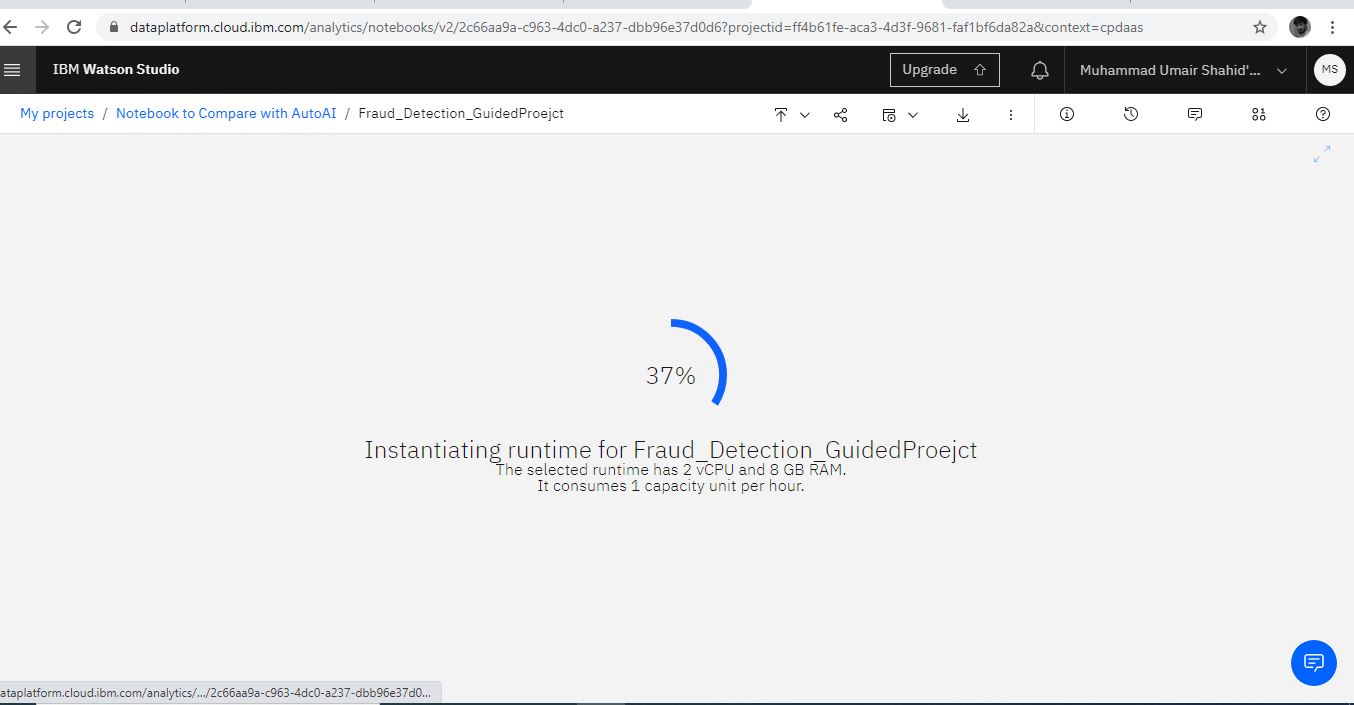 dataplatform.cloud.ibm.com/analytics/notebooks/v2/2c66aa9a-c963-4dc0-a237-dbb96e37d0d6?projectid=ff4b61fe-aca3-4d3f-9681-faf1bf6da82a&context=cpdaas
IBM Watson Studio
Upgrade
Muhammad Umair Shahid'...
MS
My projects / Notebook to Compare with AutoAI / Fraud_Detection_GuidedProejct
37%
Instantiating runtime for Fraud_Detection_GuidedProejct
The selected runtime has 2 vCPU and 8 GB RAM.
It consumes 1 capacity unit per hour.
ataplatform.cloud.ibm.com/analytics/.../2c66aa9a-c963-4dc0-a237-dbb96e37d0...